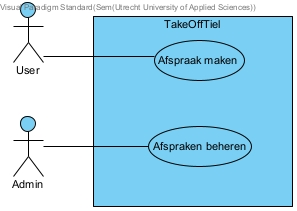 Visual Paradigm Standard(Sem(Utrecht University of Applied Sciences))
TakeOffTiel
Afspraak maken
User
Afspraken beheren
Admin